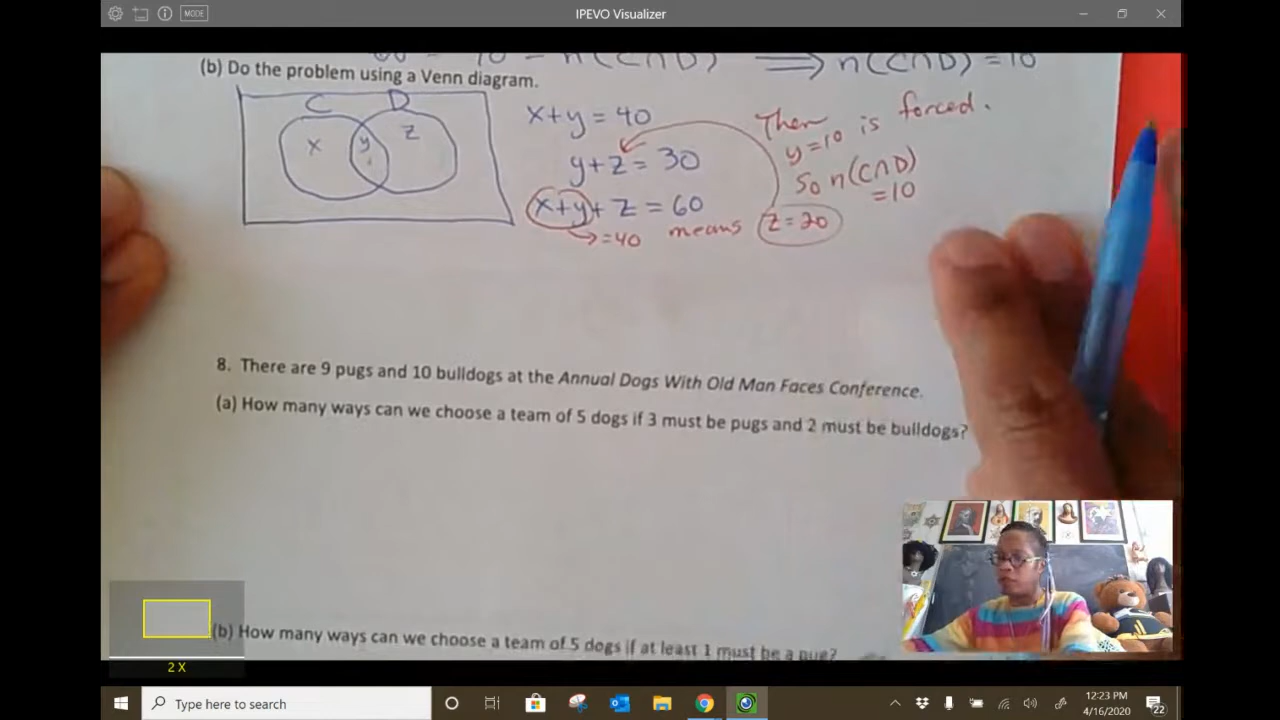 IPEVO Visualizer
MODE
60 = 70 - n(C∩D) ⟹ n(C∩D) = 10
(b) Do the problem using a Venn diagram.
C D
x y z
x+y = 40
y+z = 30
x+y+ z = 60
→ =40 means z = 20
Then
y=10 is forced.
So n(C∩D)
=10
8. There are 9 pugs and 10 bulldogs at the Annual Dogs With Old Man Faces Conference.
(a) How many ways can we choose a team of 5 dogs if 3 must be pugs and 2 must be bulldogs?
(b) How many ways can we choose a team of 5 dogs if at least 1 must be a pug?
2 X
Type here to search
12:23 PM
4/16/2020
22